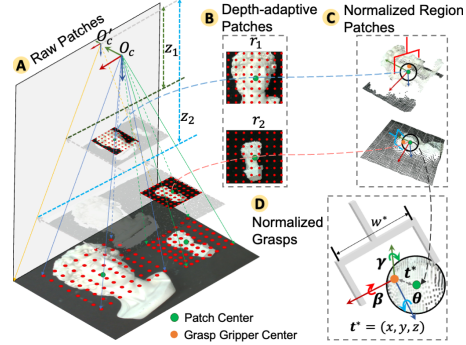 A Raw Patches
O'c
Oc
z1
z2
B Depth-adaptive
Patches
r1
r2
C Normalized Region
Patches
D Normalized
Grasps
w*
γ
t*
β
θ
t* = (x, y, z)
Patch Center
Grasp Gripper Center